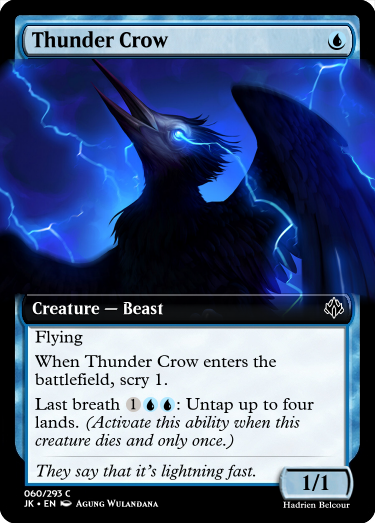 Thunder Crow
Creature — Beast
Flying
When Thunder Crow enters the
battlefield, scry 1.
Last breath 1: Untap up to four
lands. (Activate this ability when this
creature dies and only once.)
They say that it's lightning fast.
1/1
060/293 C
JK • EN Agung Wulandana
Hadrien Belcour